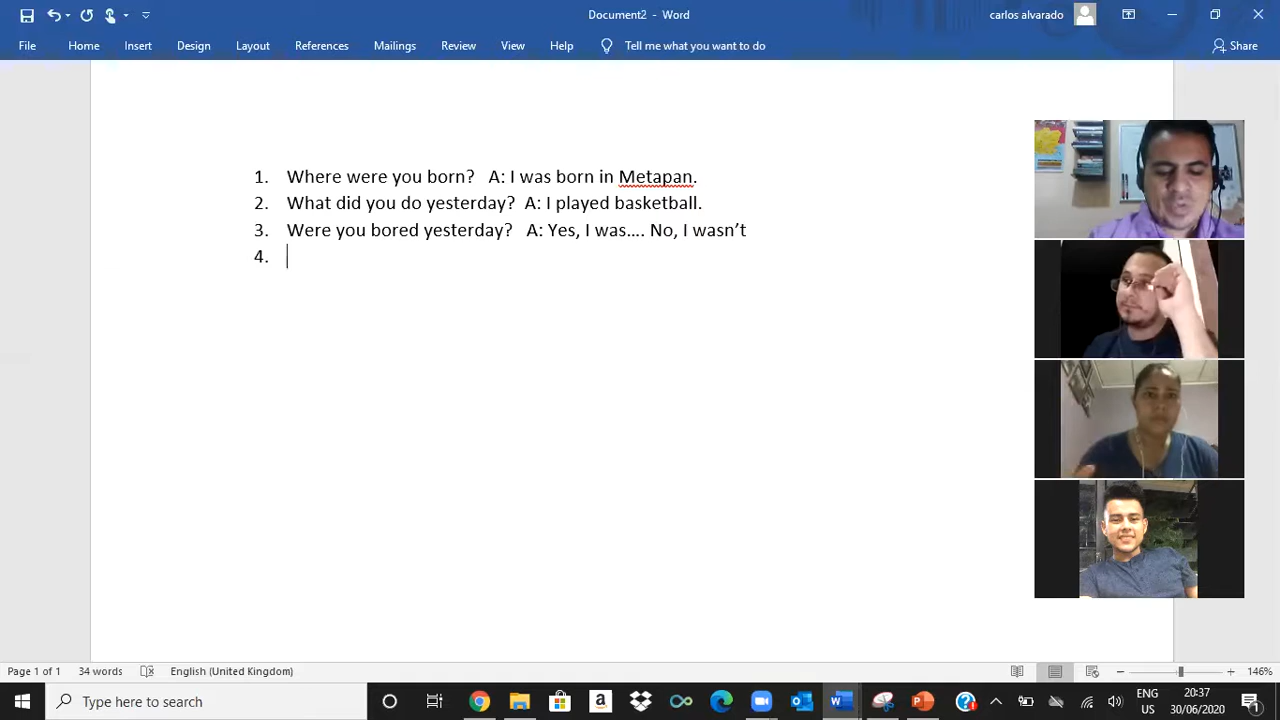 Document2 - Word
carlos alvarado
File Home Insert Design Layout References Mailings Review View Help Tell me what you want to do Share
1. Where were you born? A: I was born in Metapan.
2. What did you do yesterday? A: I played basketball.
3. Were you bored yesterday? A: Yes, I was…. No, I wasn’t
4.
Page 1 of 1 34 words English (United Kingdom) 146%
Type here to search
ENG
US
20:37
30/06/2020